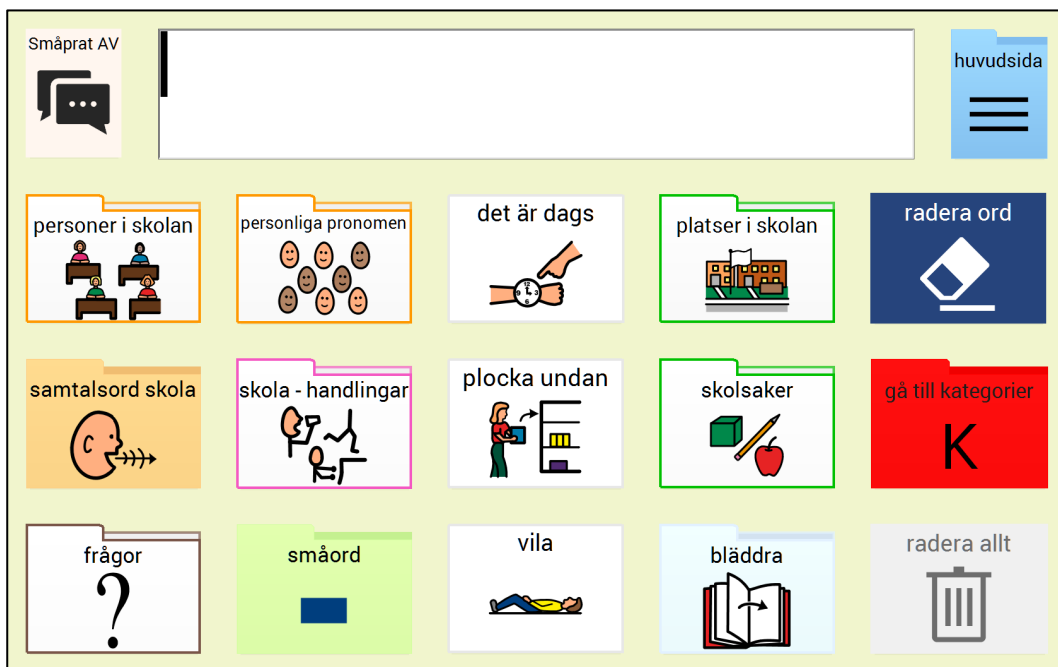 Småprat AV
huvudsida
personer i skolan
personliga pronomen
det är dags
platser i skolan
radera ord
samtalsord skola
skola - handlingar
plocka undan
skolsaker
gå till kategorier
K
frågor
?
småord
vila
bläddra
radera allt